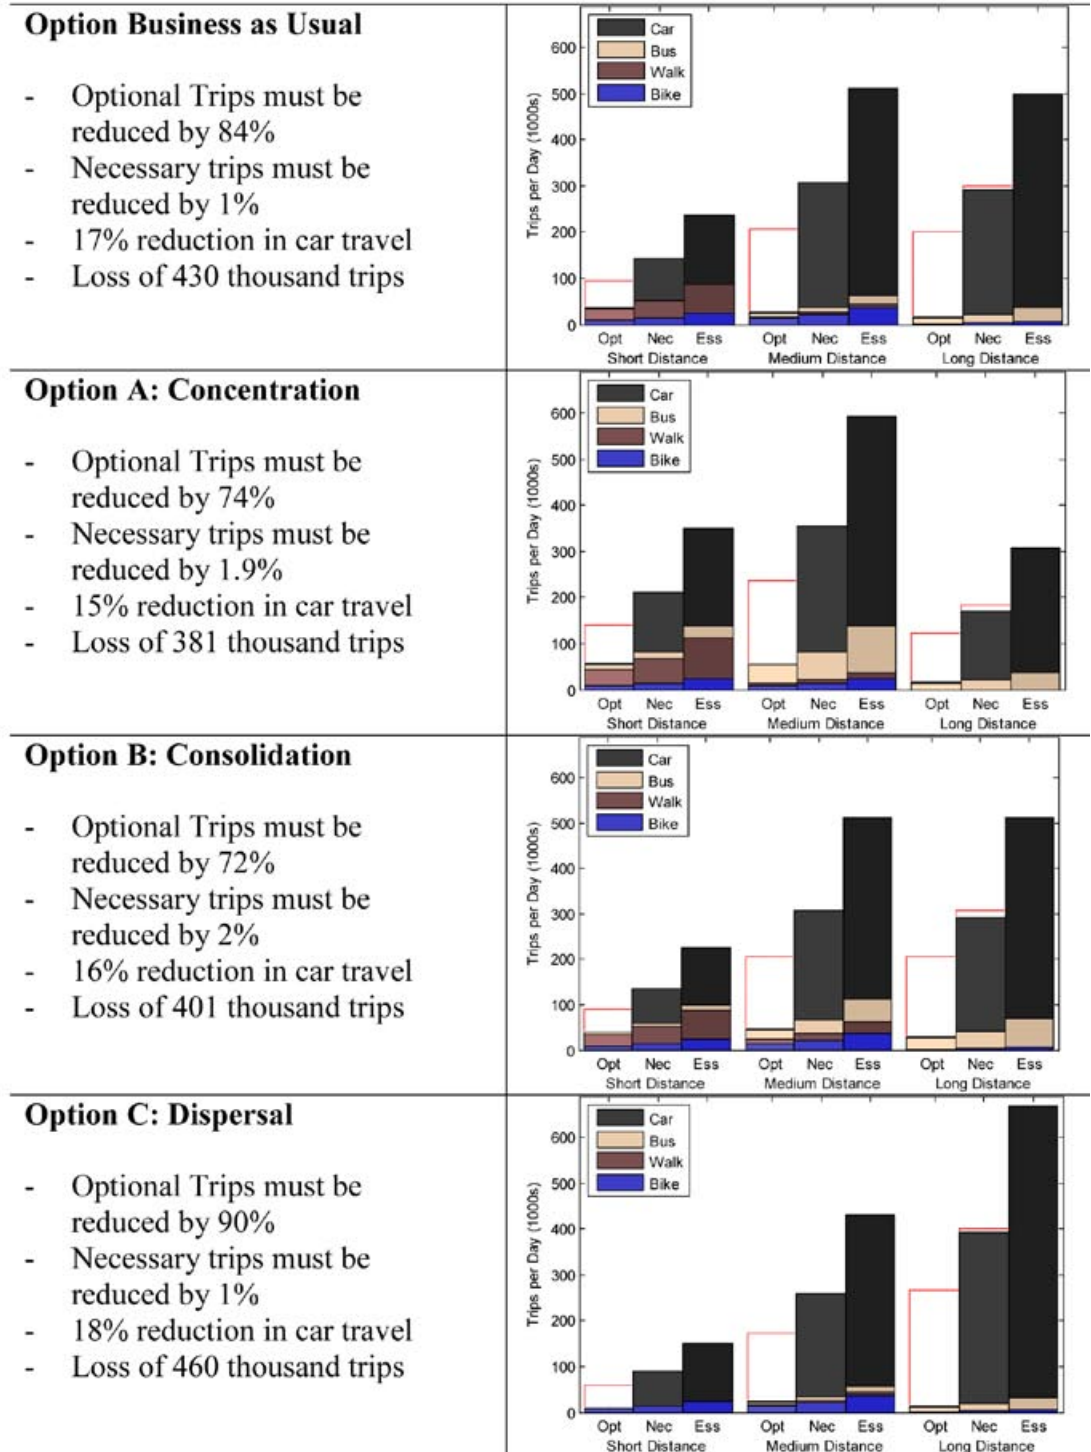 Option Business as Usual
- Optional Trips must be
reduced by 84%
- Necessary trips must be
reduced by 1%
- 17% reduction in car travel
- Loss of 430 thousand trips
Trips per Day (1000s)
600
500
400
300
200
100
0
Car
Bus
Walk
Bike
Opt Nec Ess Opt Nec Ess Opt Nec Ess
Short Distance Medium Distance Long Distance
Option A: Concentration
- Optional Trips must be
reduced by 74%
- Necessary trips must be
reduced by 1.9%
- 15% reduction in car travel
- Loss of 381 thousand trips
Trips per Day (1000s)
600
500
400
300
200
100
0
Car
Bus
Walk
Bike
Opt Nec Ess Opt Nec Ess Opt Nec Ess
Short Distance Medium Distance Long Distance
Option B: Consolidation
- Optional Trips must be
reduced by 72%
- Necessary trips must be
reduced by 2%
- 16% reduction in car travel
- Loss of 401 thousand trips
Trips per Day (1000s)
600
500
400
300
200
100
0
Car
Bus
Walk
Bike
Opt Nec Ess Opt Nec Ess Opt Nec Ess
Short Distance Medium Distance Long Distance
Option C: Dispersal
- Optional Trips must be
reduced by 90%
- Necessary trips must be
reduced by 1%
- 18% reduction in car travel
- Loss of 460 thousand trips
Trips per Day (1000s)
600
500
400
300
200
100
0
Car
Bus
Walk
Bike
Opt Nec Ess Opt Nec Ess Opt Nec Ess
Short Distance Medium Distance Long Distance